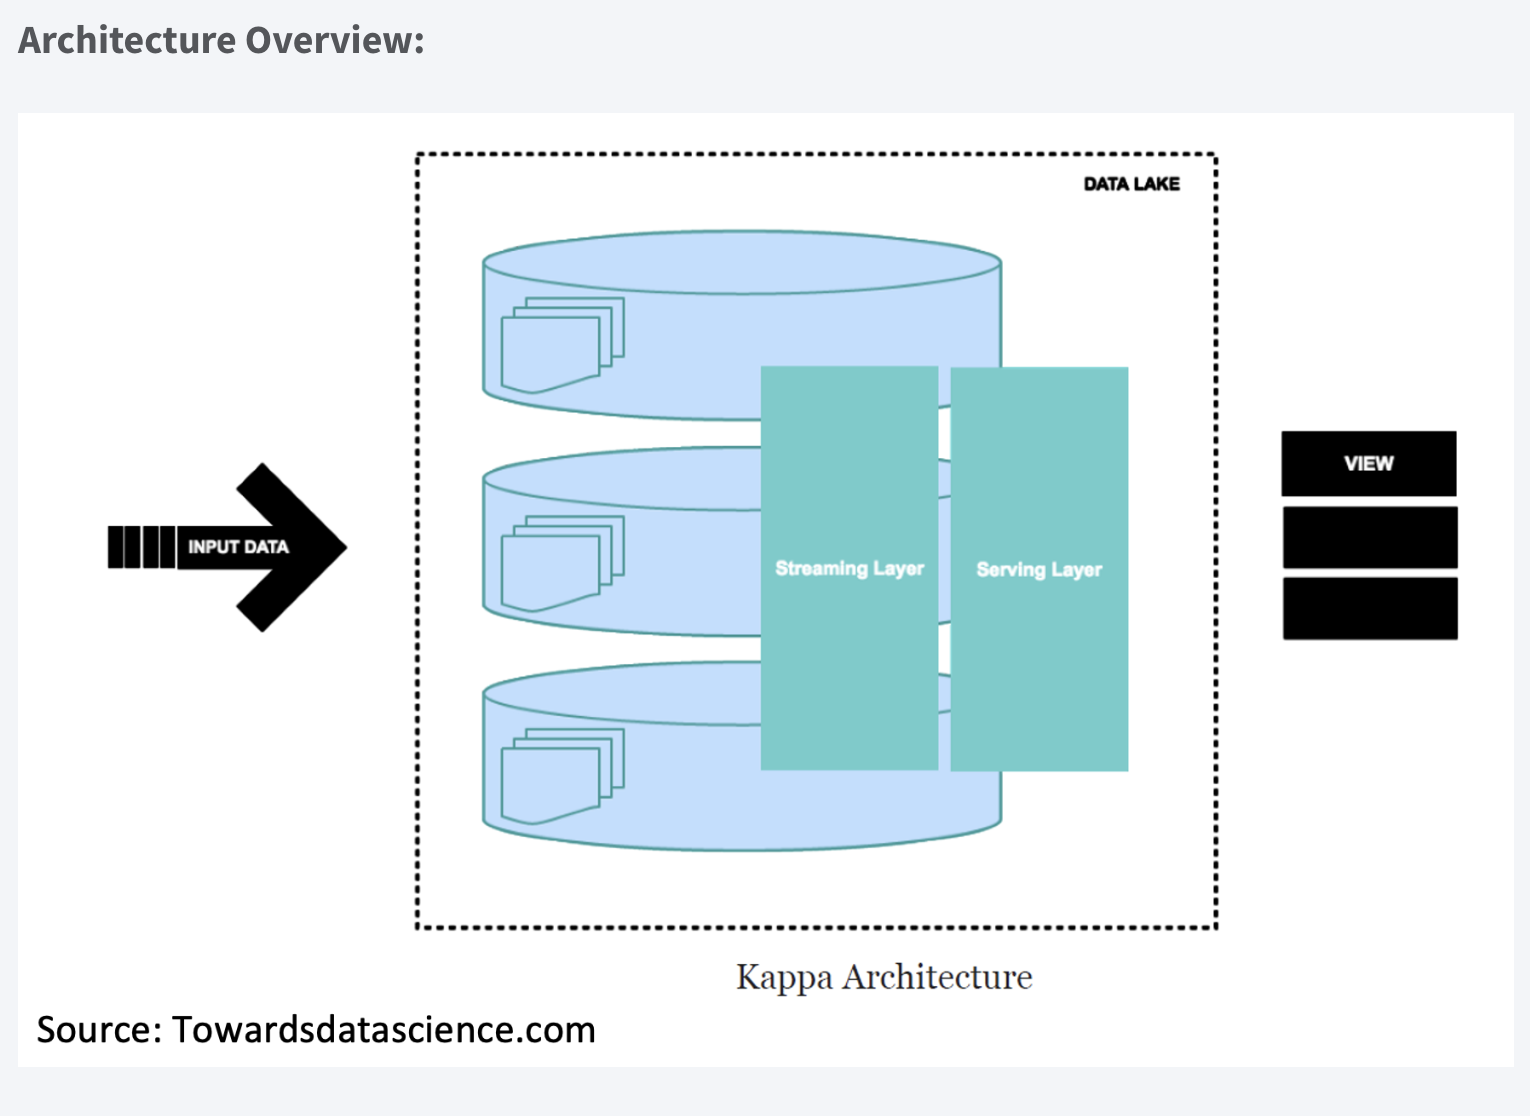 Architecture Overview:
DATA LAKE
INPUT DATA
Streaming Layer
Serving Layer
VIEW
Kappa Architecture
Source: Towardsdatascience.com